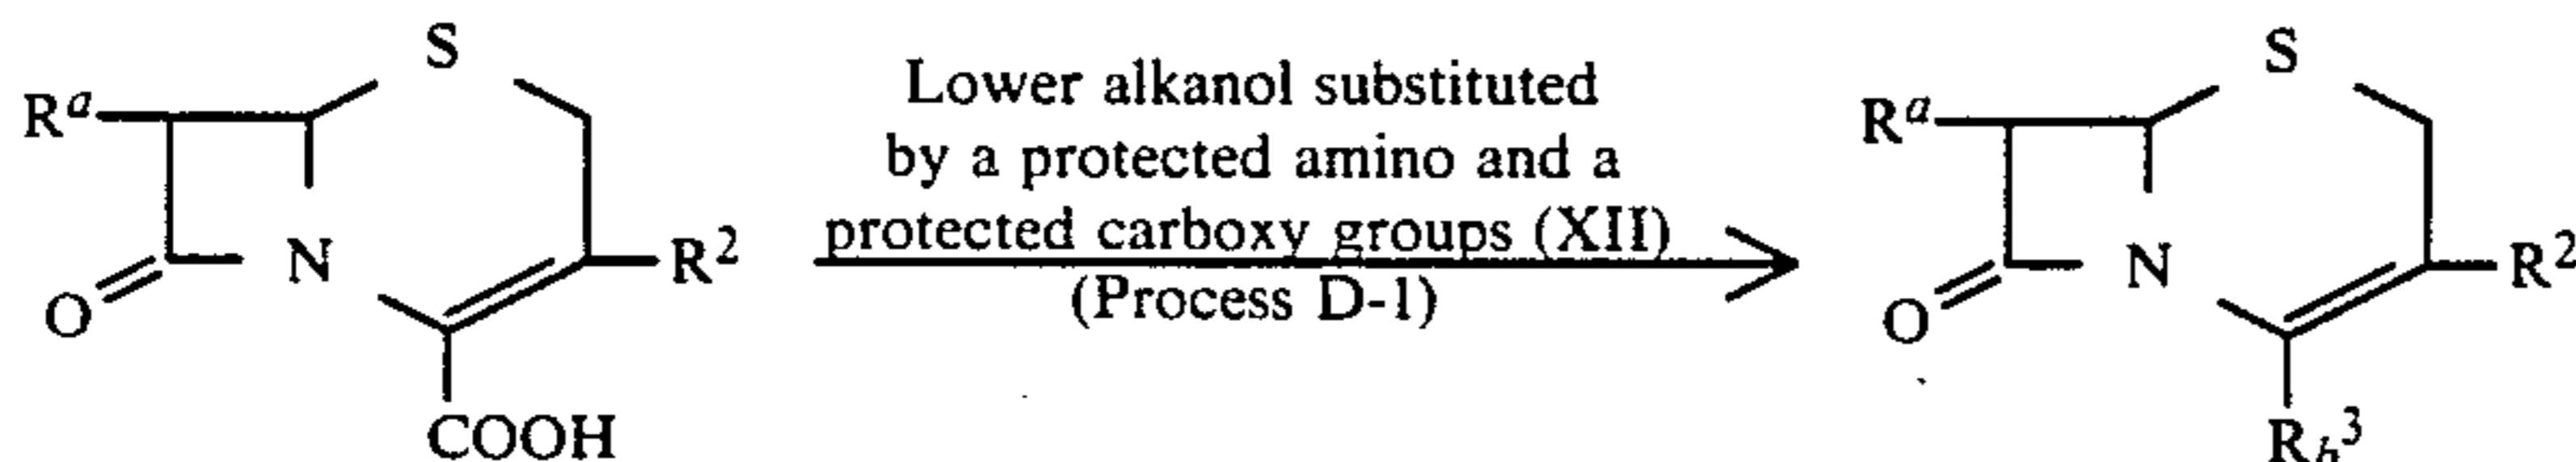 S
R^a
O
N
R^2
COOH
Lower alkanol substituted
by a protected amino and a
protected carboxy groups (XII)
(Process D-1)
S
R^a
O
N
R^2
R_b^3